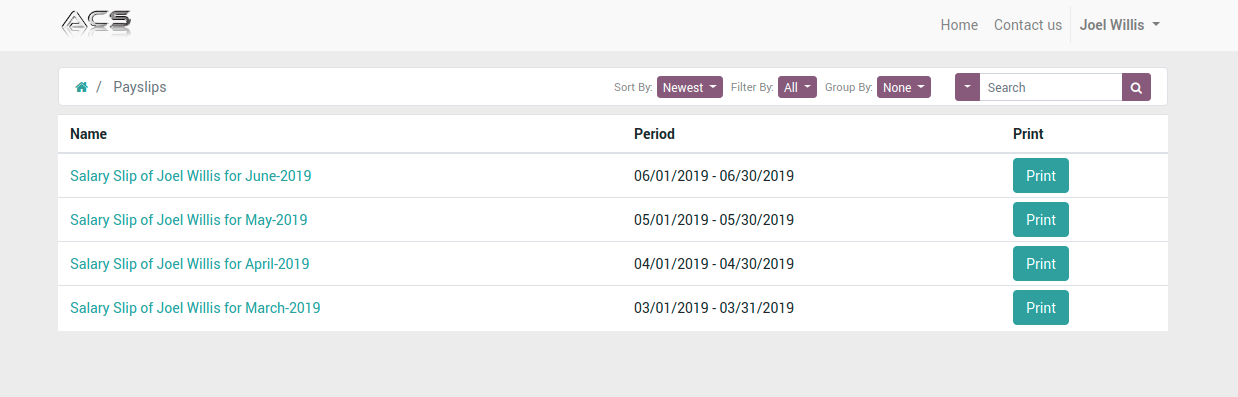 ACS Home Contact us Joel Willis
/ Payslips Sort By: Newest Filter By: All Group By: None Search
Name Period Print
Salary Slip of Joel Willis for June-2019 06/01/2019 - 06/30/2019 Print
Salary Slip of Joel Willis for May-2019 05/01/2019 - 05/30/2019 Print
Salary Slip of Joel Willis for April-2019 04/01/2019 - 04/30/2019 Print
Salary Slip of Joel Willis for March-2019 03/01/2019 - 03/31/2019 Print